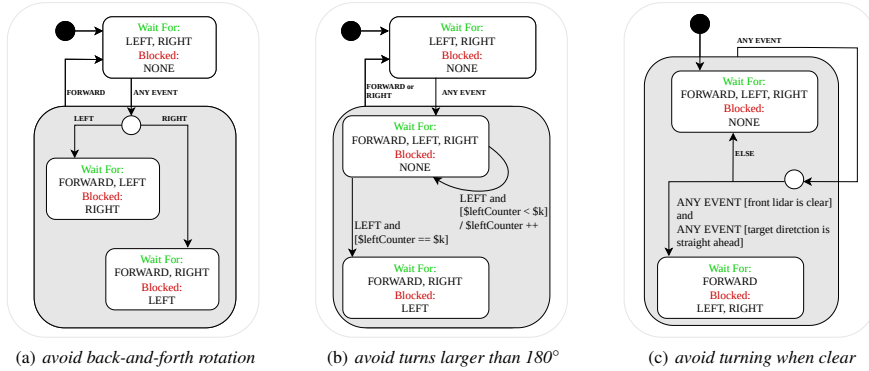 Wait For:
LEFT, RIGHT
Blocked:
NONE
FORWARD
ANY EVENT
LEFT
RIGHT
Wait For:
FORWARD, LEFT
Blocked:
RIGHT
Wait For:
FORWARD, RIGHT
Blocked:
LEFT
(a) avoid back-and-forth rotation
Wait For:
LEFT, RIGHT
Blocked:
NONE
FORWARD or
RIGHT
ANY EVENT
Wait For:
FORWARD, LEFT, RIGHT
Blocked:
NONE
LEFT and
[$leftCounter < $k]
/ $leftCounter ++
LEFT and
[$leftCounter == $k]
Wait For:
FORWARD, RIGHT
Blocked:
LEFT
(b) avoid turns larger than 180°
ANY EVENT
Wait For:
FORWARD, LEFT, RIGHT
Blocked:
NONE
ELSE
ANY EVENT [front lidar is clear]
and
ANY EVENT [target diretction is
straight ahead]
Wait For:
FORWARD
Blocked:
LEFT, RIGHT
(c) avoid turning when clear